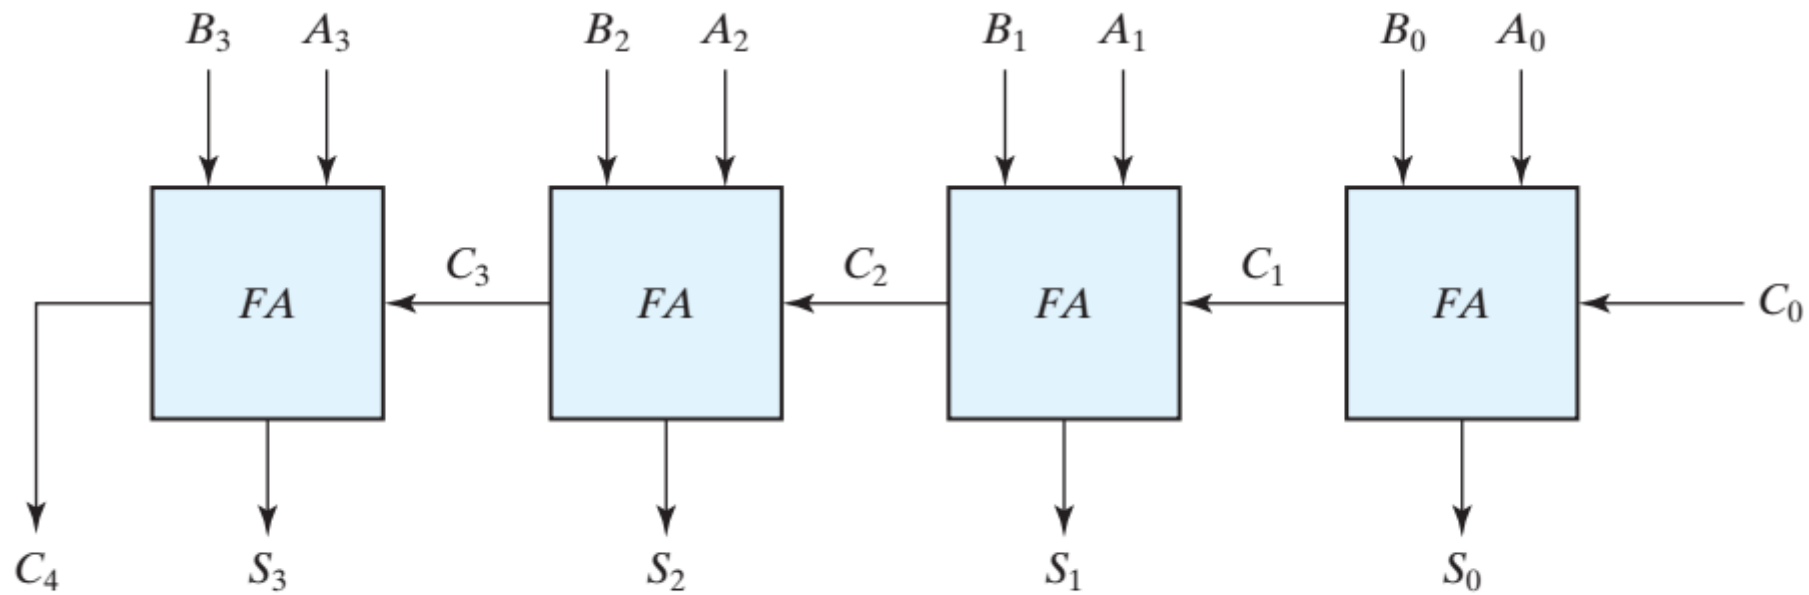 B₃ A₃ B₂ A₂ B₁ A₁ B₀ A₀
C₃ C₂ C₁
FA FA FA FA C₀
C₄ S₃ S₂ S₁ S₀